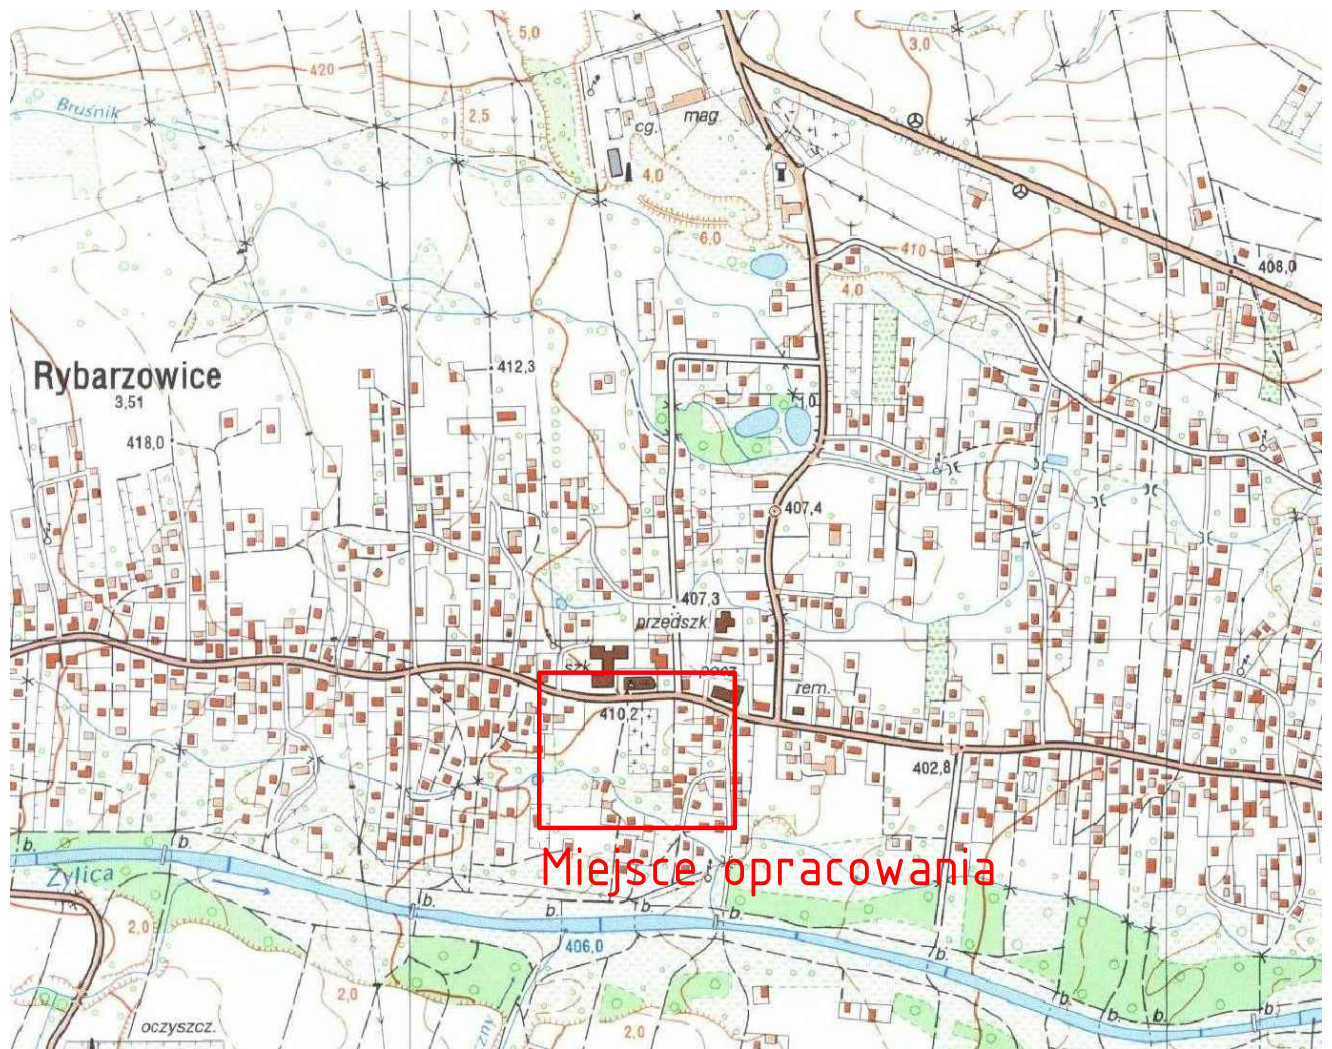 5,0
3,0
420
Bruśnik
2,5
mag.
cg.
4,0
6,0
410
408,0
4,0
Rybarzowice
3,51
412,3
10
418,0
407,4
407,3
przedszk.
szk.
rem.
410,2
402,8
b.
b.
Żylica
Miejsce opracowania
b.
b.
b.
b.
2,0
406,0
b.
2,0
b.
b.
oczyszcz.
2,0